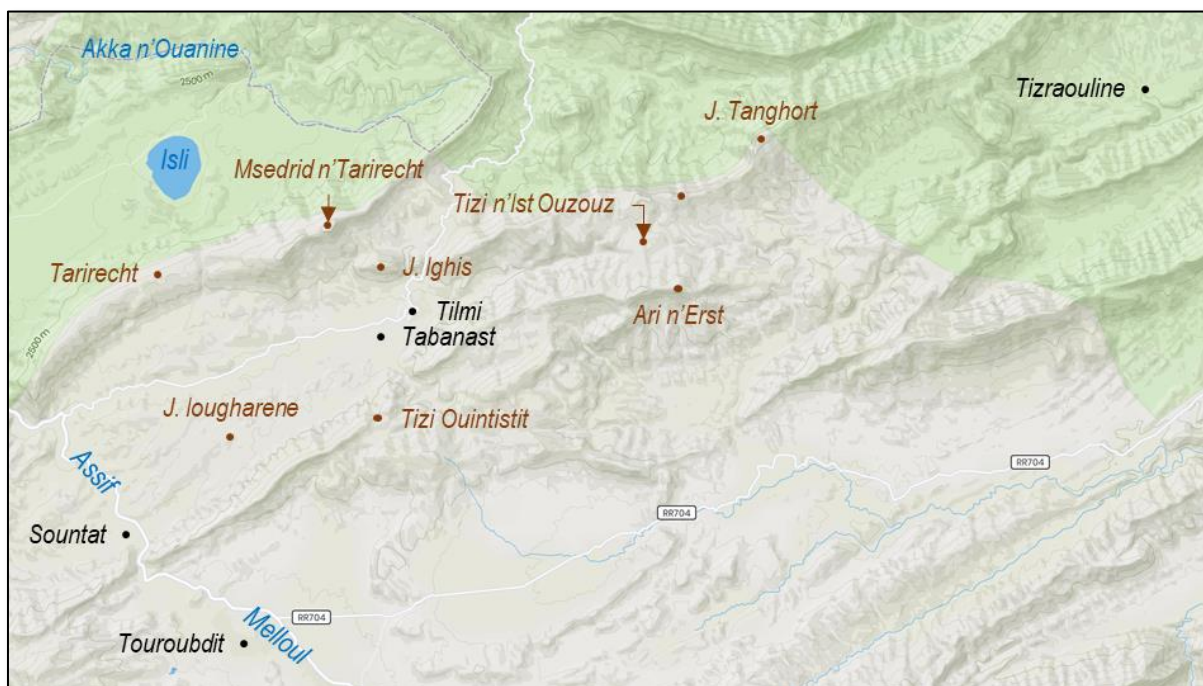 Akka n’Ouanine
2500 m
Tizraouline
J. Tanghort
Isli
Msedrid n’Tarirecht
Tizi n’Ist Ouzouz
Tarirecht
J. Ighis
Tilmi
Ari n’Erst
Tabanast
2500 m
J. Iougharene
Tizi Ouintistit
Assif
RR704
RR704
Sountat
RR704
Melloul
Touroubdit